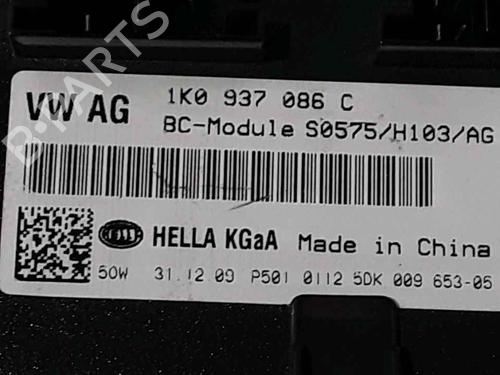 B-PARTS
VW AG 1K0 937 086 C
BC-Module S0575/H103/AG
HELLA KGaA Made in China
50W 31.12.09 P501 0112 5DK 009 653-05